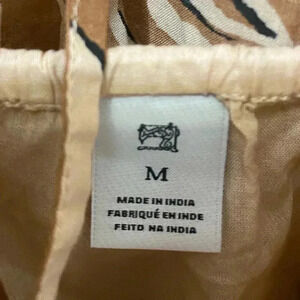 M
MADE IN INDIA
FABRIQUÉ EN INDE
FEITO NA INDIA